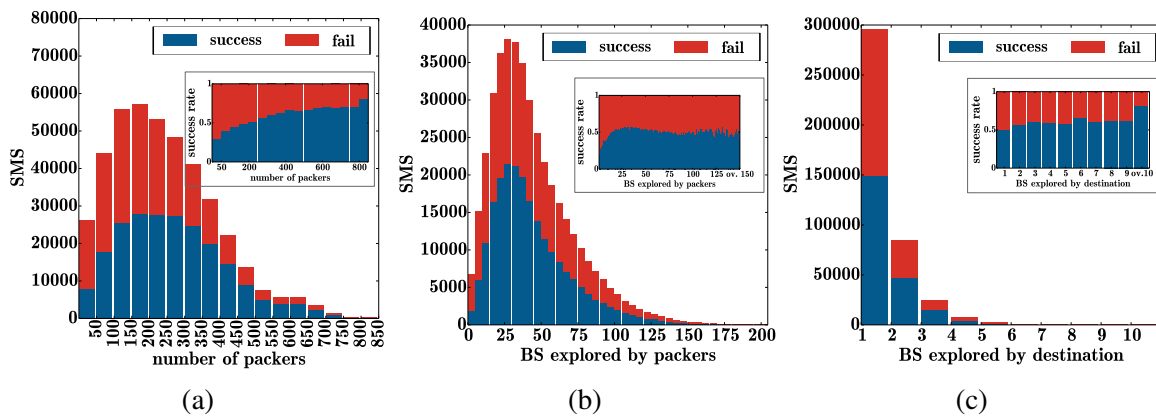 80000
70000
60000
50000
40000
30000
20000
10000
0
SMS
success fail
1
0.5
0
success rate
50 200 400 600 800
number of packers
50 100 150 200 250 300 350 400 450 500 550 600 650 700 750 800 850
number of packers
(a)
40000
35000
30000
25000
20000
15000
10000
5000
0
SMS
success fail
1
0.5
0
success rate
25 50 75 100 125 ov. 150
BS explored by packers
0 25 50 75 100 125 150 175 200
BS explored by packers
(b)
300000
250000
200000
150000
100000
50000
0
SMS
success fail
1
0.5
0
success rate
1 2 3 4 5 6 7 8 9 ov.10
BS explored by destination
1 2 3 4 5 6 7 8 9 10
BS explored by destination
(c)